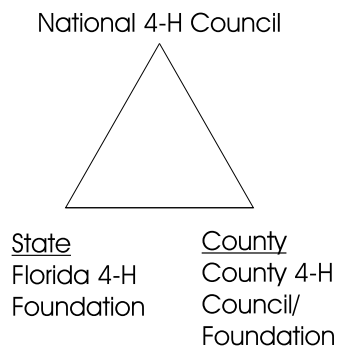 National 4-H Council
State
Florida 4-H
Foundation
County
County 4-H
Council/
Foundation